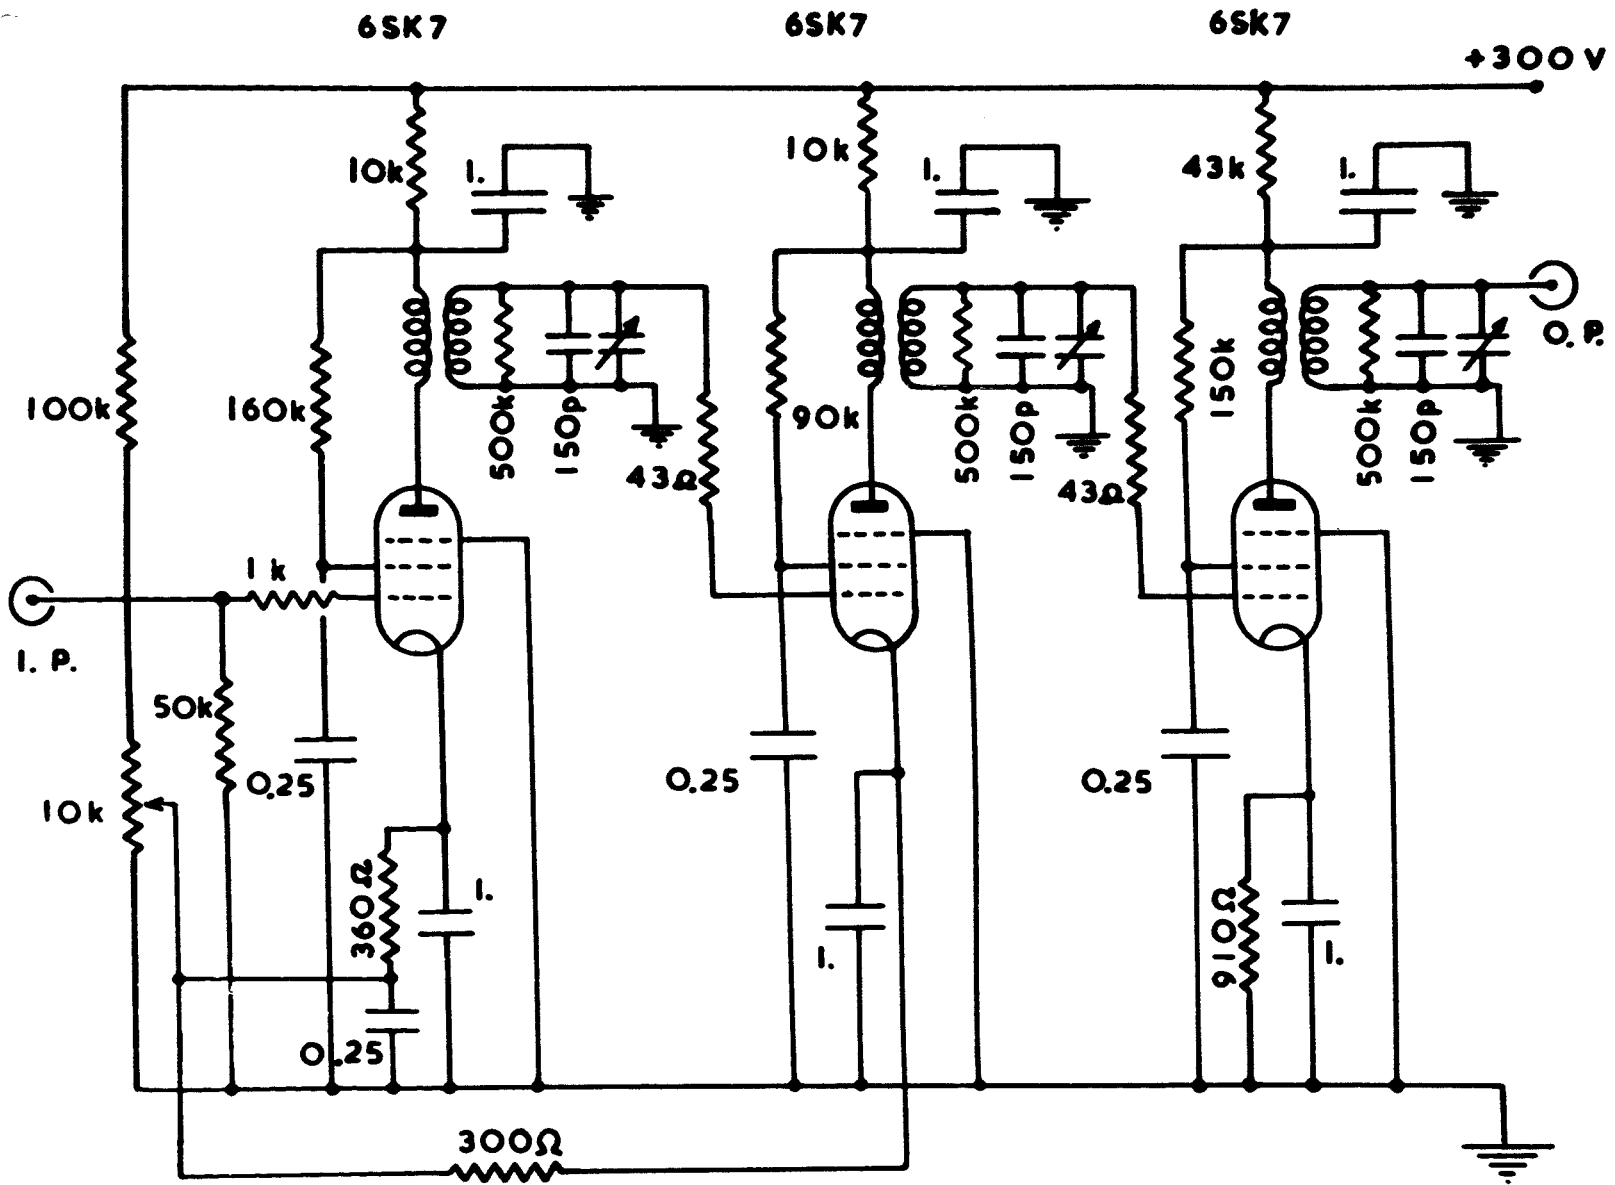 6SK7 6SK7 6SK7
+300V
10k 1. 10k 1. 43k 1.
O.P.
100k 160k 500k 150p 43Ω 90k 500k 150p 43Ω 150k 500k 150p
1k
I.P.
50k
0.25 0.25 0.25
10k
360Ω 1. 1. 910Ω 1.
0.25
300Ω